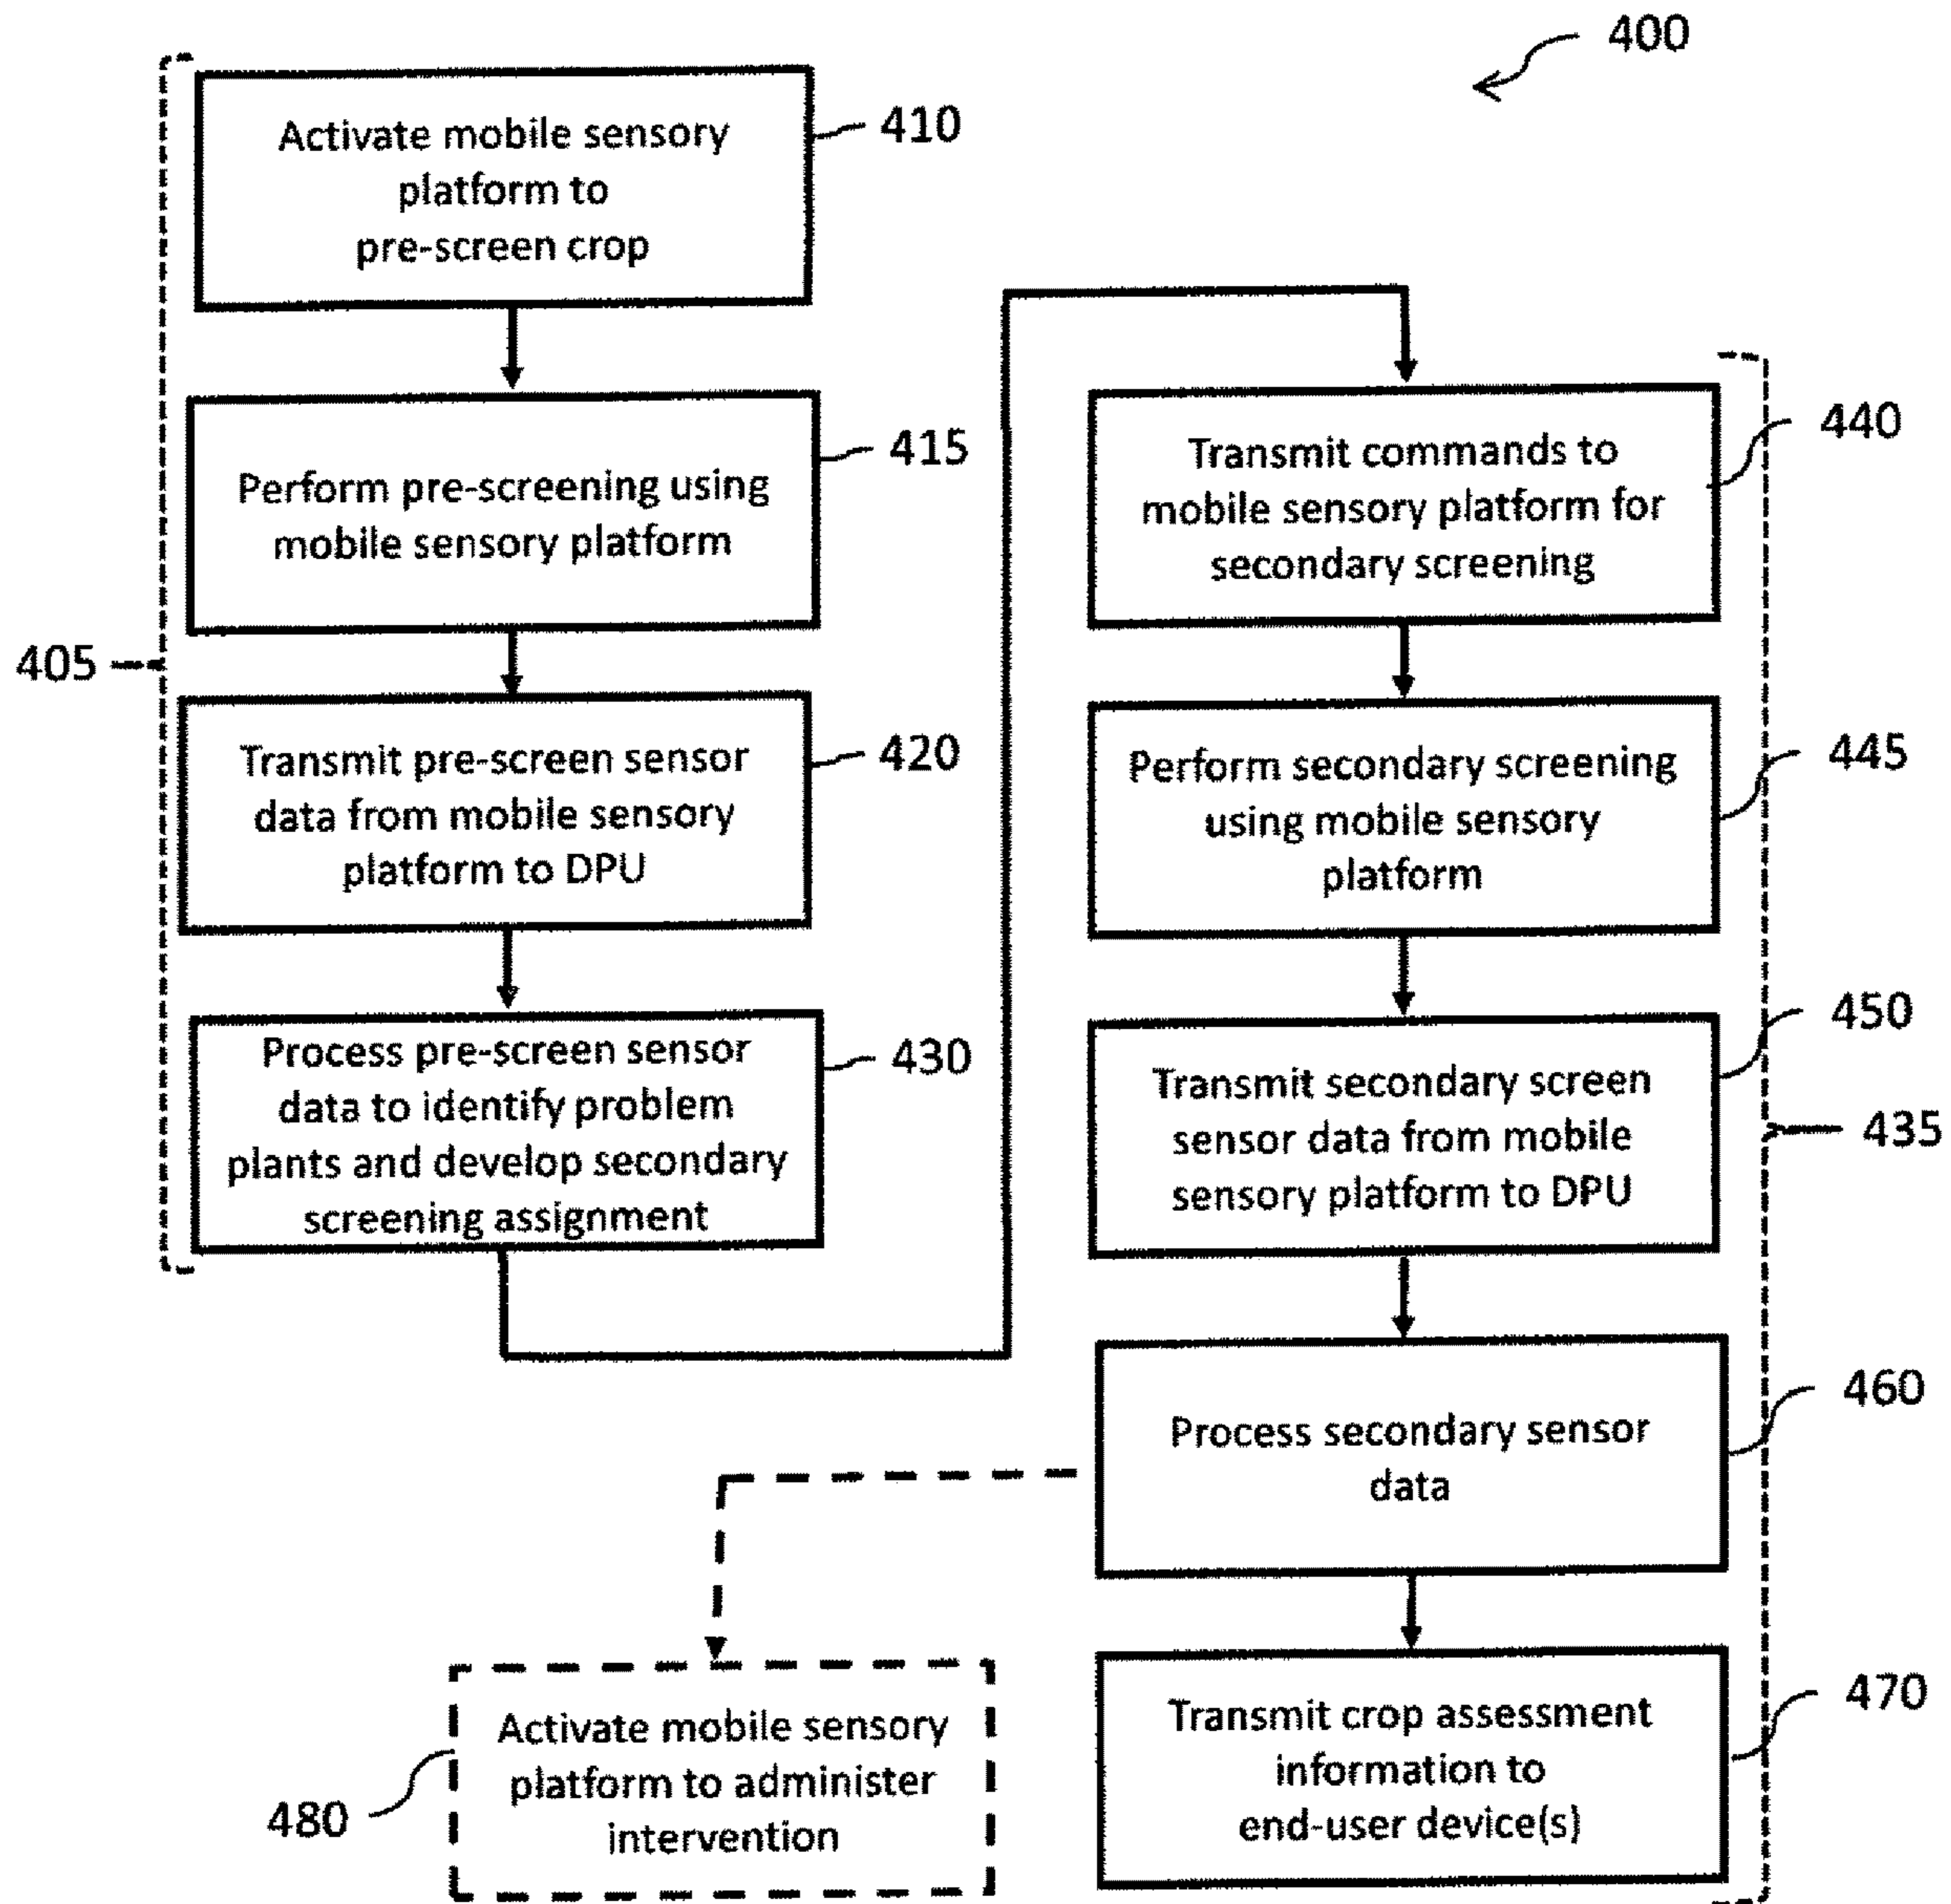 400
Activate mobile sensory
platform to
pre-screen crop
410
Perform pre-screening using
mobile sensory platform
415
405
Transmit pre-screen sensor
data from mobile sensory
platform to DPU
420
Process pre-screen sensor
data to identify problem
plants and develop secondary
screening assignment
430
Transmit commands to
mobile sensory platform for
secondary screening
440
Perform secondary screening
using mobile sensory
platform
445
Transmit secondary screen
sensor data from mobile
sensory platform to DPU
450
435
Process secondary sensor
data
460
Transmit crop assessment
information to
end-user device(s)
470
Activate mobile sensory
platform to administer
intervention
480